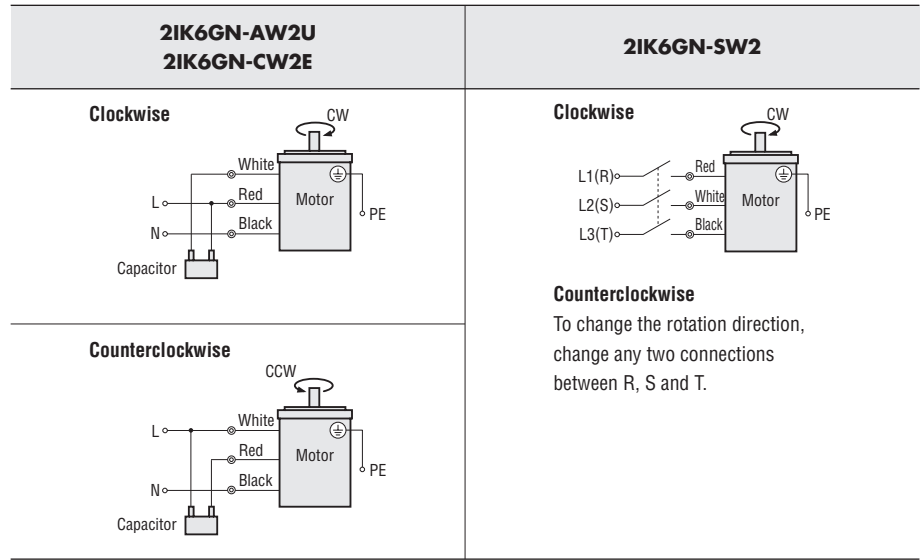 2IK6GN-AW2U
2IK6GN-CW2E
2IK6GN-SW2
Clockwise
CW
White
L
Red
Motor
PE
N
Black
Capacitor
Counterclockwise
CCW
L
White
Red
Motor
PE
N
Black
Capacitor
Clockwise
CW
L1(R)
Red
L2(S)
White
Motor
PE
L3(T)
Black
Counterclockwise
To change the rotation direction,
change any two connections
between R, S and T.